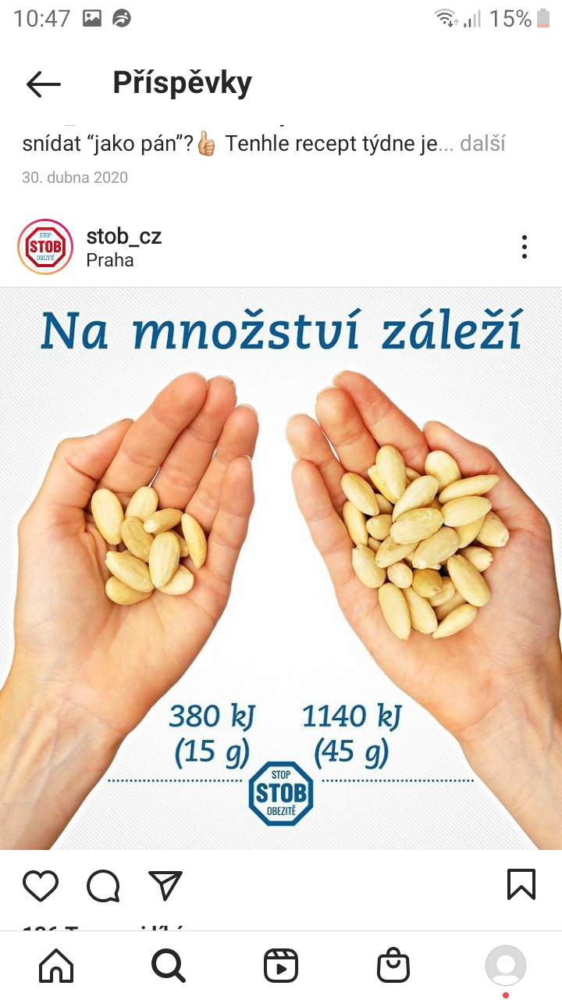 10:47 15%
Příspěvky
snídat “jako pán”?👍🏼 Tenhle recept týdne je... další
30. dubna 2020
STOP
STOB
OBEZITĚ
stob_cz
Praha
Na množství záleží
380 kJ 1140 kJ
(15 g) (45 g)
STOP
STOB
OBEZITĚ